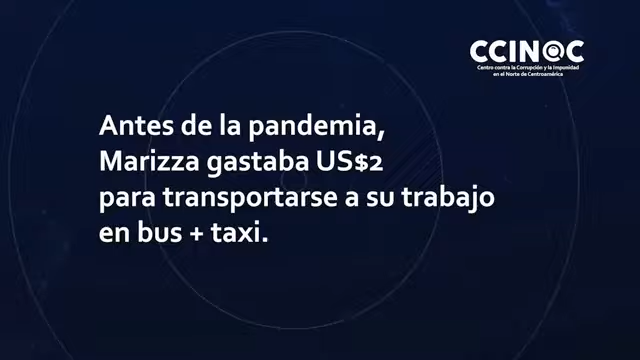 CCINOC
Centro contra la Corrupción y la Impunidad
en el Norte de Centroamérica
Antes de la pandemia,
Marizza gastaba US$2
para transportarse a su trabajo
en bus + taxi.